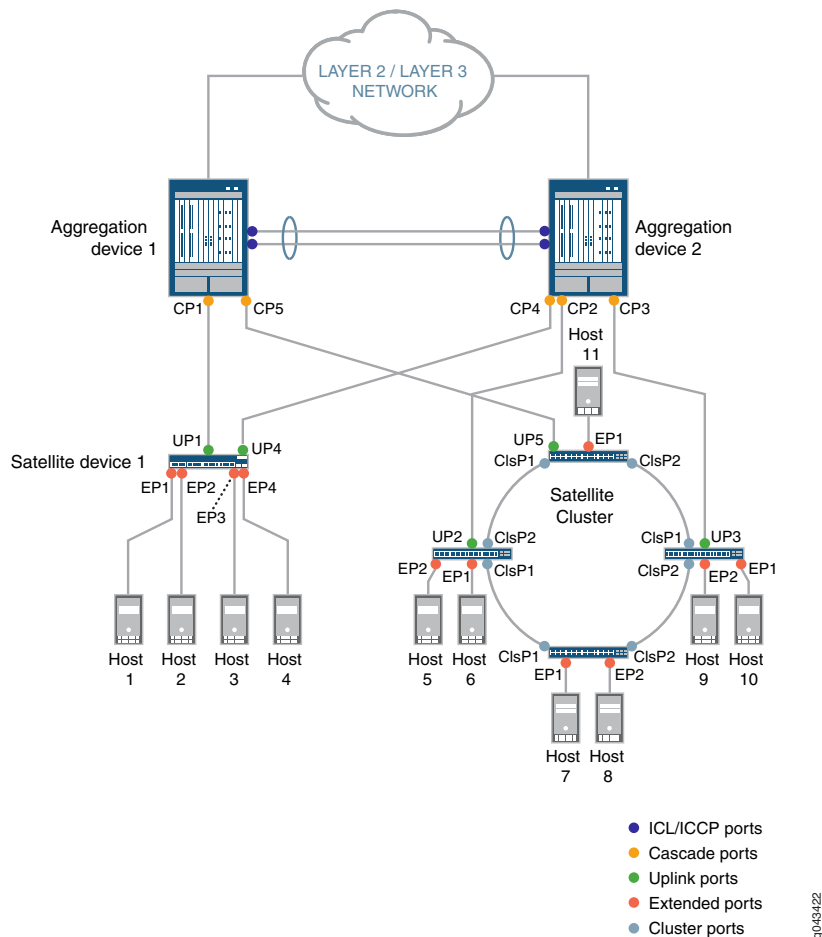 LAYER 2 / LAYER 3
NETWORK
Aggregation
device 1
Aggregation
device 2
CP1
CP5
CP4
CP2
CP3
Host
11
UP1
UP4
UP5
EP1
Satellite device 1
ClsP1
ClsP2
EP1
EP2
EP3
EP4
Satellite
Cluster
UP2
ClsP2
ClsP1
UP3
EP2
EP1
ClsP1
ClsP2
EP2
EP1
Host
1
Host
2
Host
3
Host
4
Host
5
Host
6
ClsP1
ClsP2
EP1
EP2
Host
9
Host
10
Host
7
Host
8
ICL/ICCP ports
Cascade ports
Uplink ports
Extended ports
Cluster ports
g043422